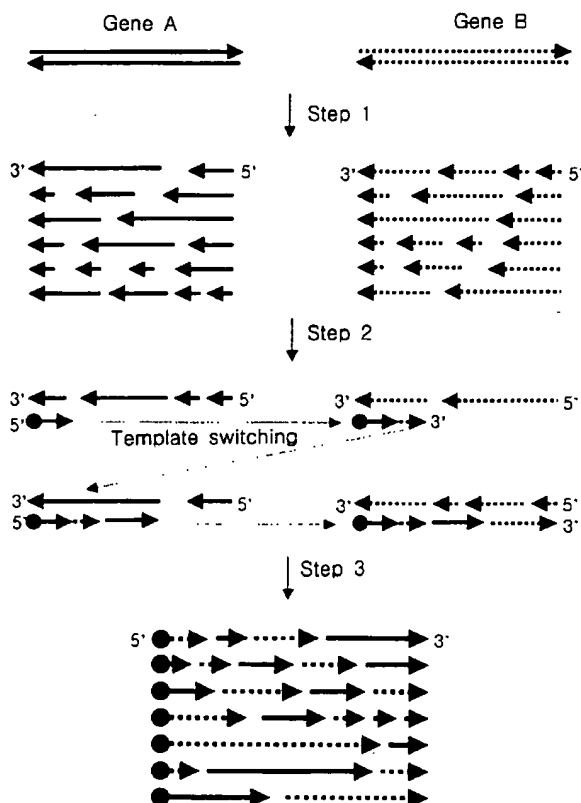 Gene A Gene B
Step 1
3' 5' 3' 5'
Step 2
3' 5' 3' 5'
5' 3'
Template switching
3' 5' 3' 5'
5' 3'
Step 3
5' 3'